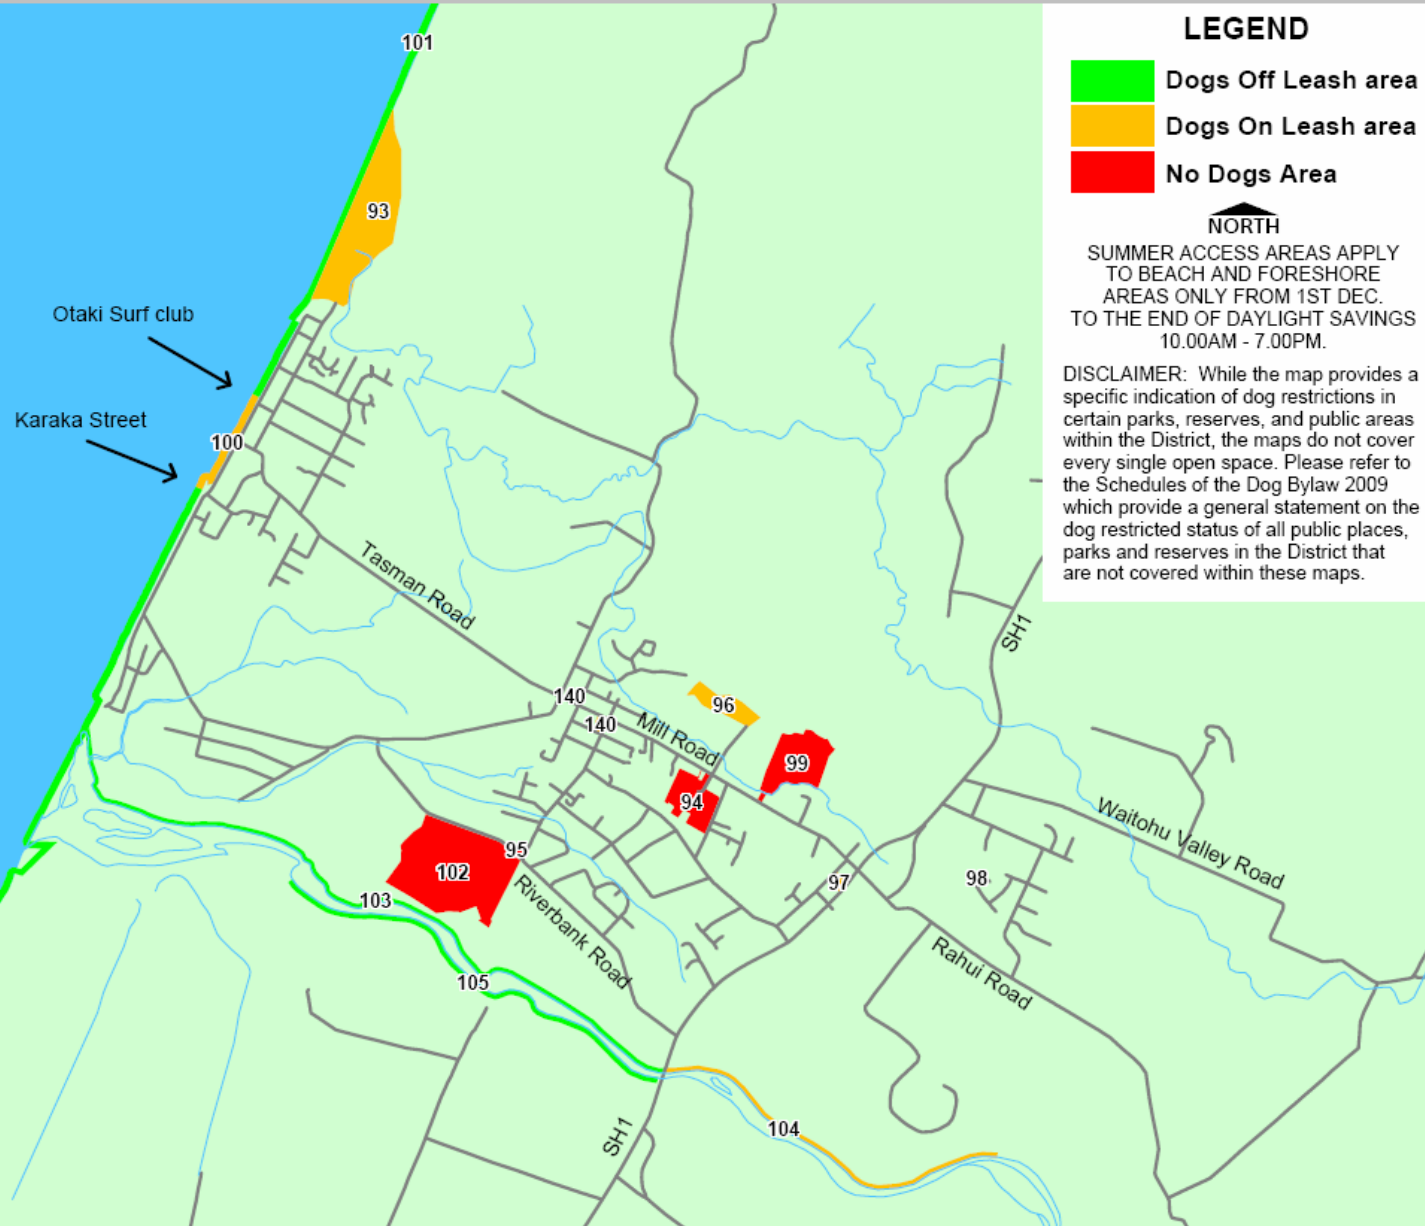 LEGEND
Dogs Off Leash area
Dogs On Leash area
No Dogs Area
NORTH
SUMMER ACCESS AREAS APPLY
TO BEACH AND FORESHORE
AREAS ONLY FROM 1ST DEC.
TO THE END OF DAYLIGHT SAVINGS
10.00AM - 7.00PM.
DISCLAIMER: While the map provides a
specific indication of dog restrictions in
certain parks, reserves, and public areas
within the District, the maps do not cover
every single open space. Please refer to
the Schedules of the Dog Bylaw 2009
which provide a general statement on the
dog restricted status of all public places,
parks and reserves in the District that
are not covered within these maps.
101
93
Otaki Surf club
Karaka Street
100
Tasman Road
SH1
140
140
96
Mill Road
99
94
Waitohu Valley Road
95
102
97
98
103
Riverbank Road
Rahui Road
105
104
SH1